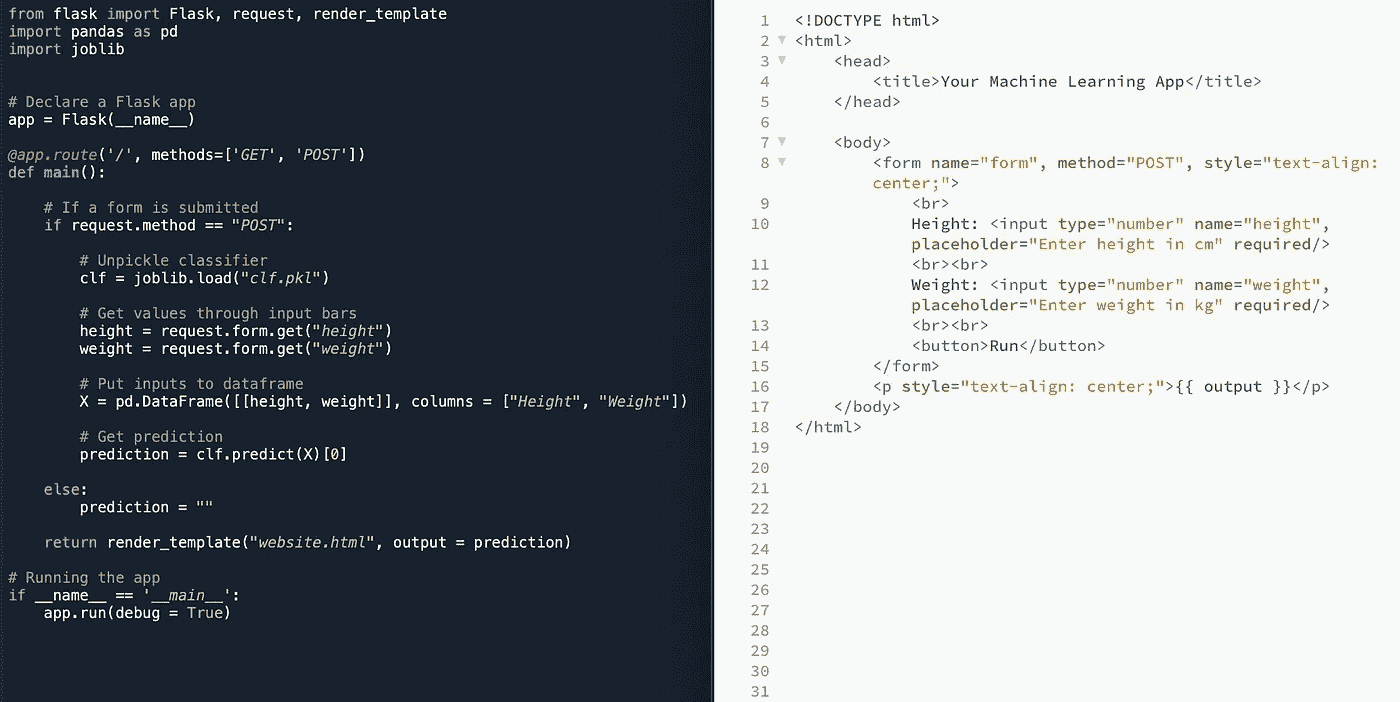 from flask import Flask, request, render_template
import pandas as pd
import joblib
# Declare a Flask app
app = Flask(__name__)
@app.route('/', methods=['GET', 'POST'])
def main():
    # If a form is submitted
    if request.method == "POST":
        # Unpickle classifier
        clf = joblib.load("clf.pkl")
        # Get values through input bars
        height = request.form.get("height")
        weight = request.form.get("weight")
        # Put inputs to dataframe
        X = pd.DataFrame([[height, weight]], columns = ["Height", "Weight"])
        # Get prediction
        prediction = clf.predict(X)[0]
    else:
        prediction = ""
    return render_template("website.html", output = prediction)
# Running the app
if __name__ == '__main__':
    app.run(debug = True)
1 <!DOCTYPE html>
2 <html>
3     <head>
4         <title>Your Machine Learning App</title>
5     </head>
6
7     <body>
8         <form name="form", method="POST", style="text-align:
center;">
9             <br>
10             Height: <input type="number" name="height",
placeholder="Enter height in cm" required/>
11             <br><br>
12             Weight: <input type="number" name="weight",
placeholder="Enter weight in kg" required/>
13             <br><br>
14             <button>Run</button>
15         </form>
16         <p style="text-align: center;">{{ output }}</p>
17     </body>
18 </html>
19
20
21
22
23
24
25
26
27
28
29
30
31